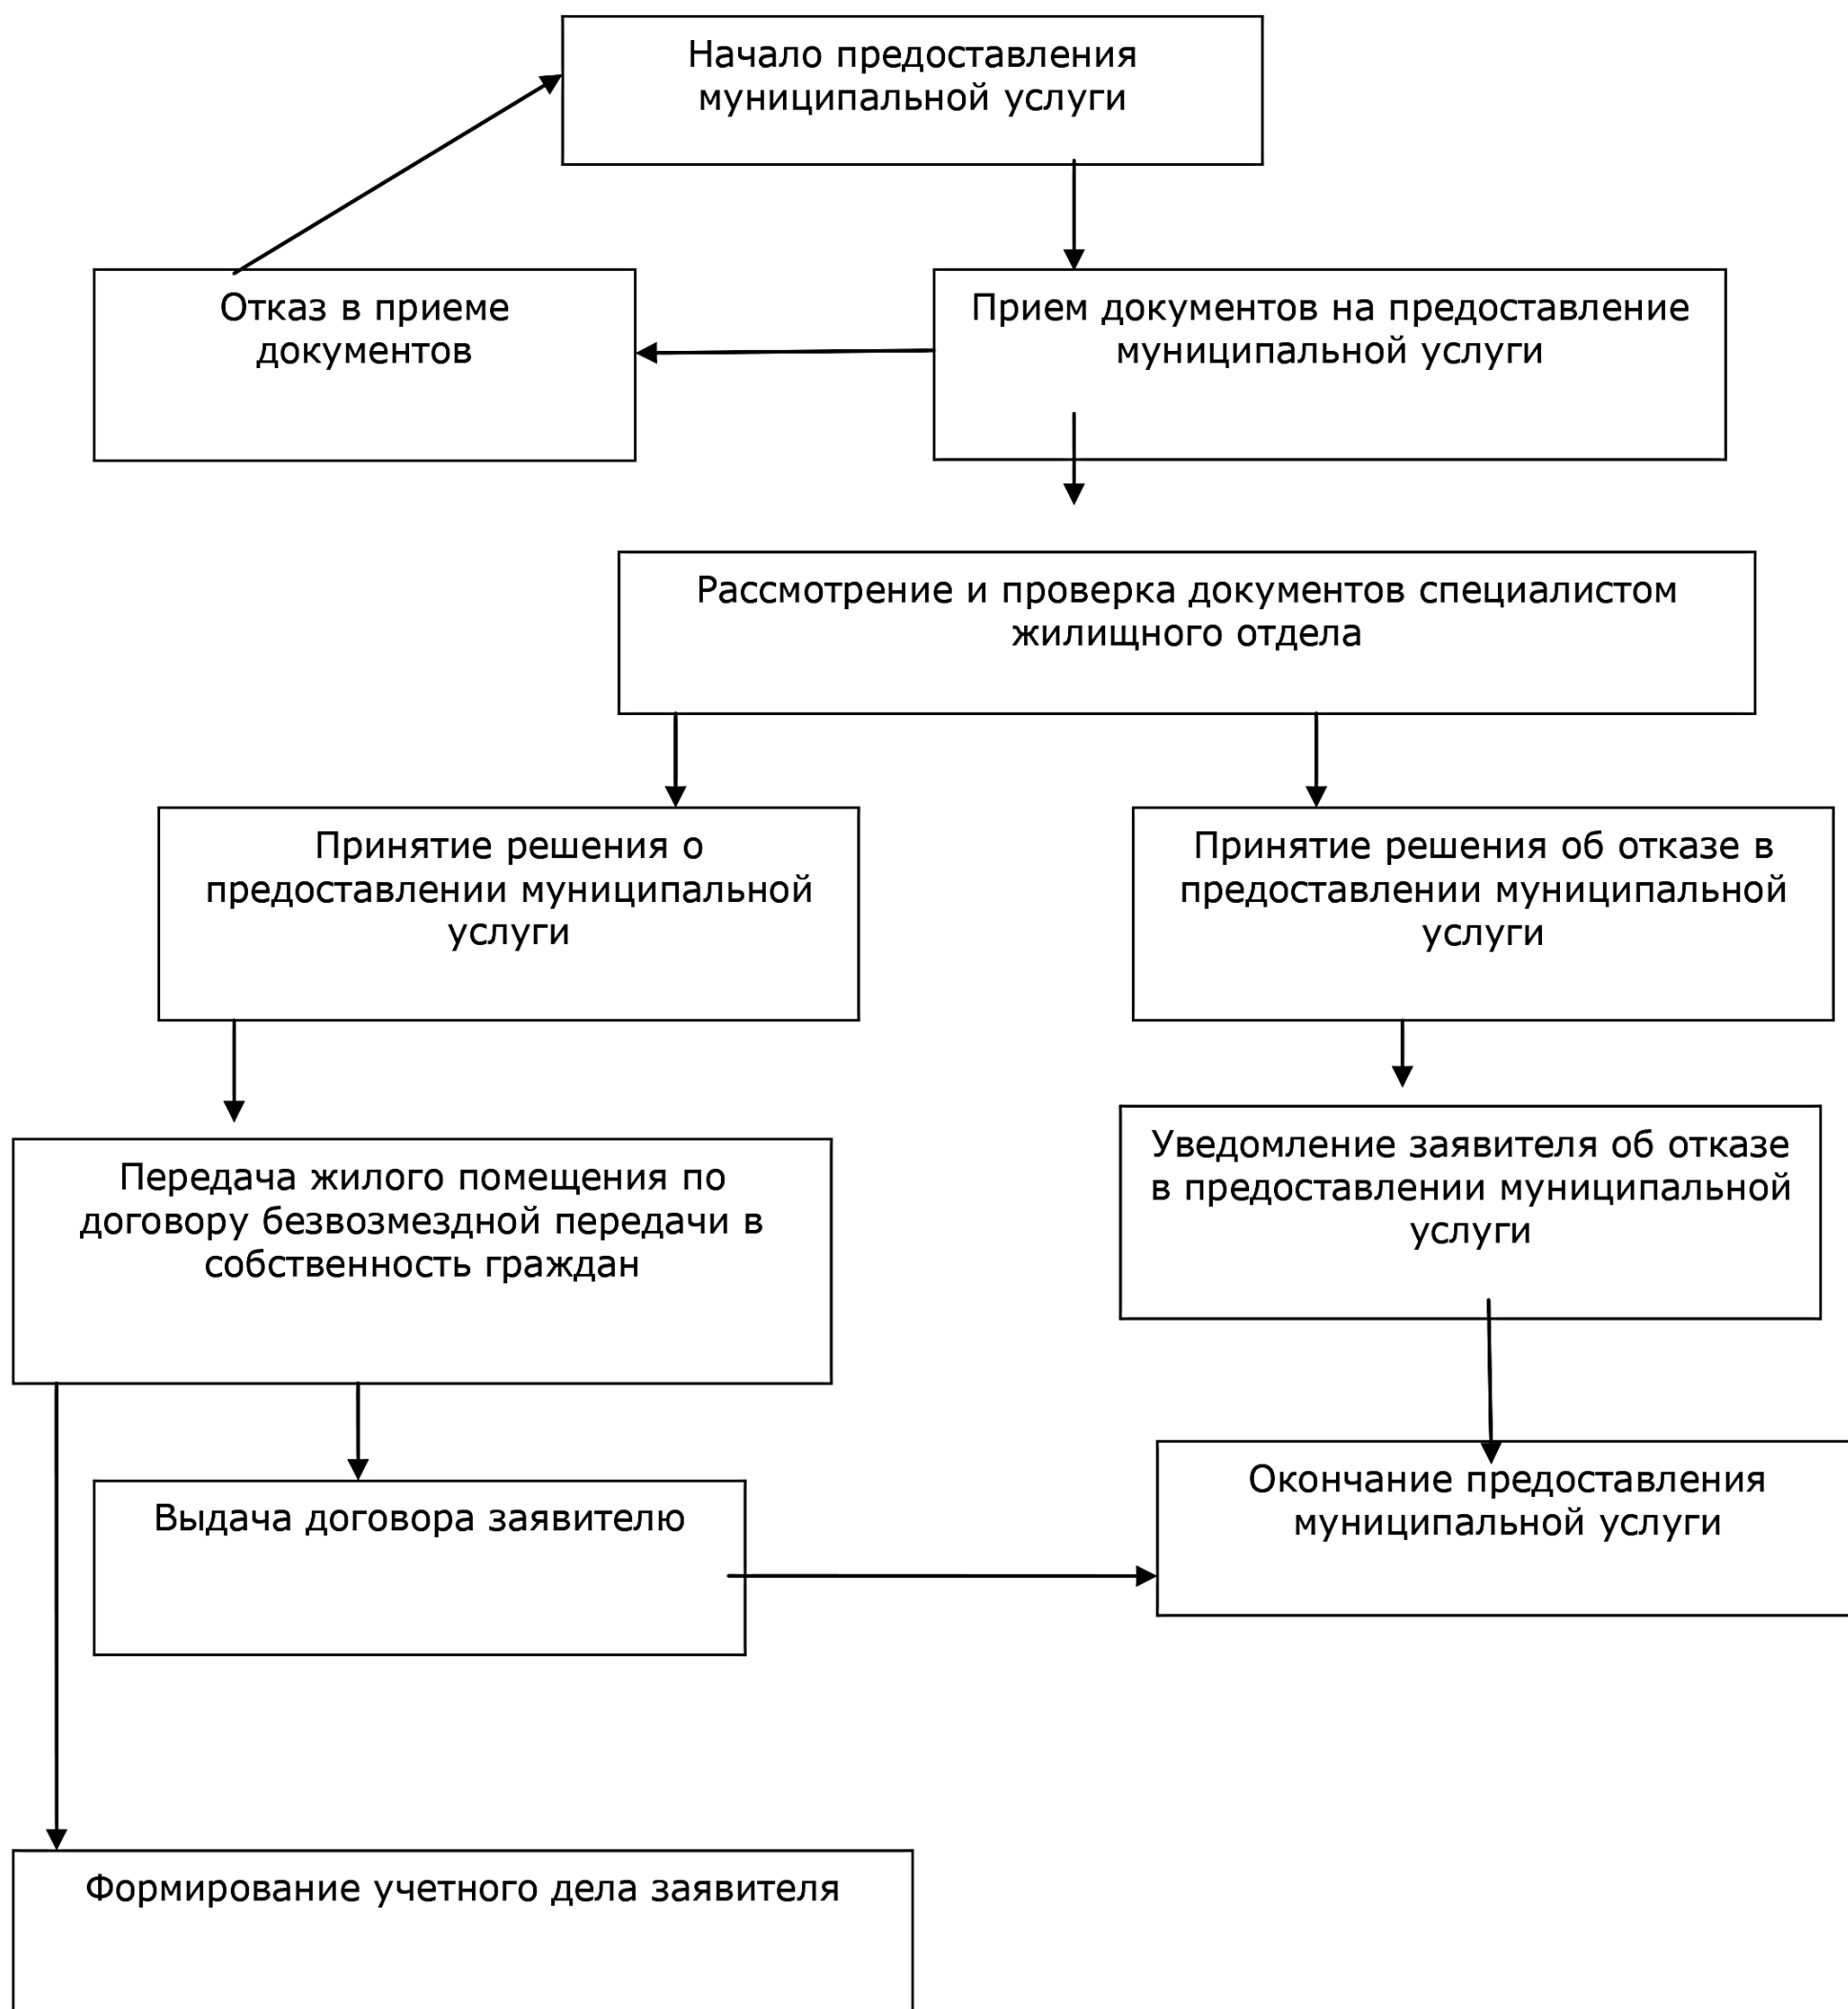 Начало предоставления
муниципальной услуги
Отказ в приеме
документов
Прием документов на предоставление
муниципальной услуги
Рассмотрение и проверка документов специалистом
жилищного отдела
Принятие решения о
предоставлении муниципальной
услуги
Принятие решения об отказе в
предоставлении муниципальной
услуги
Передача жилого помещения по
договору безвозмездной передачи в
собственность граждан
Уведомление заявителя об отказе
в предоставлении муниципальной
услуги
Выдача договора заявителю
Окончание предоставления
муниципальной услуги
Формирование учетного дела заявителя